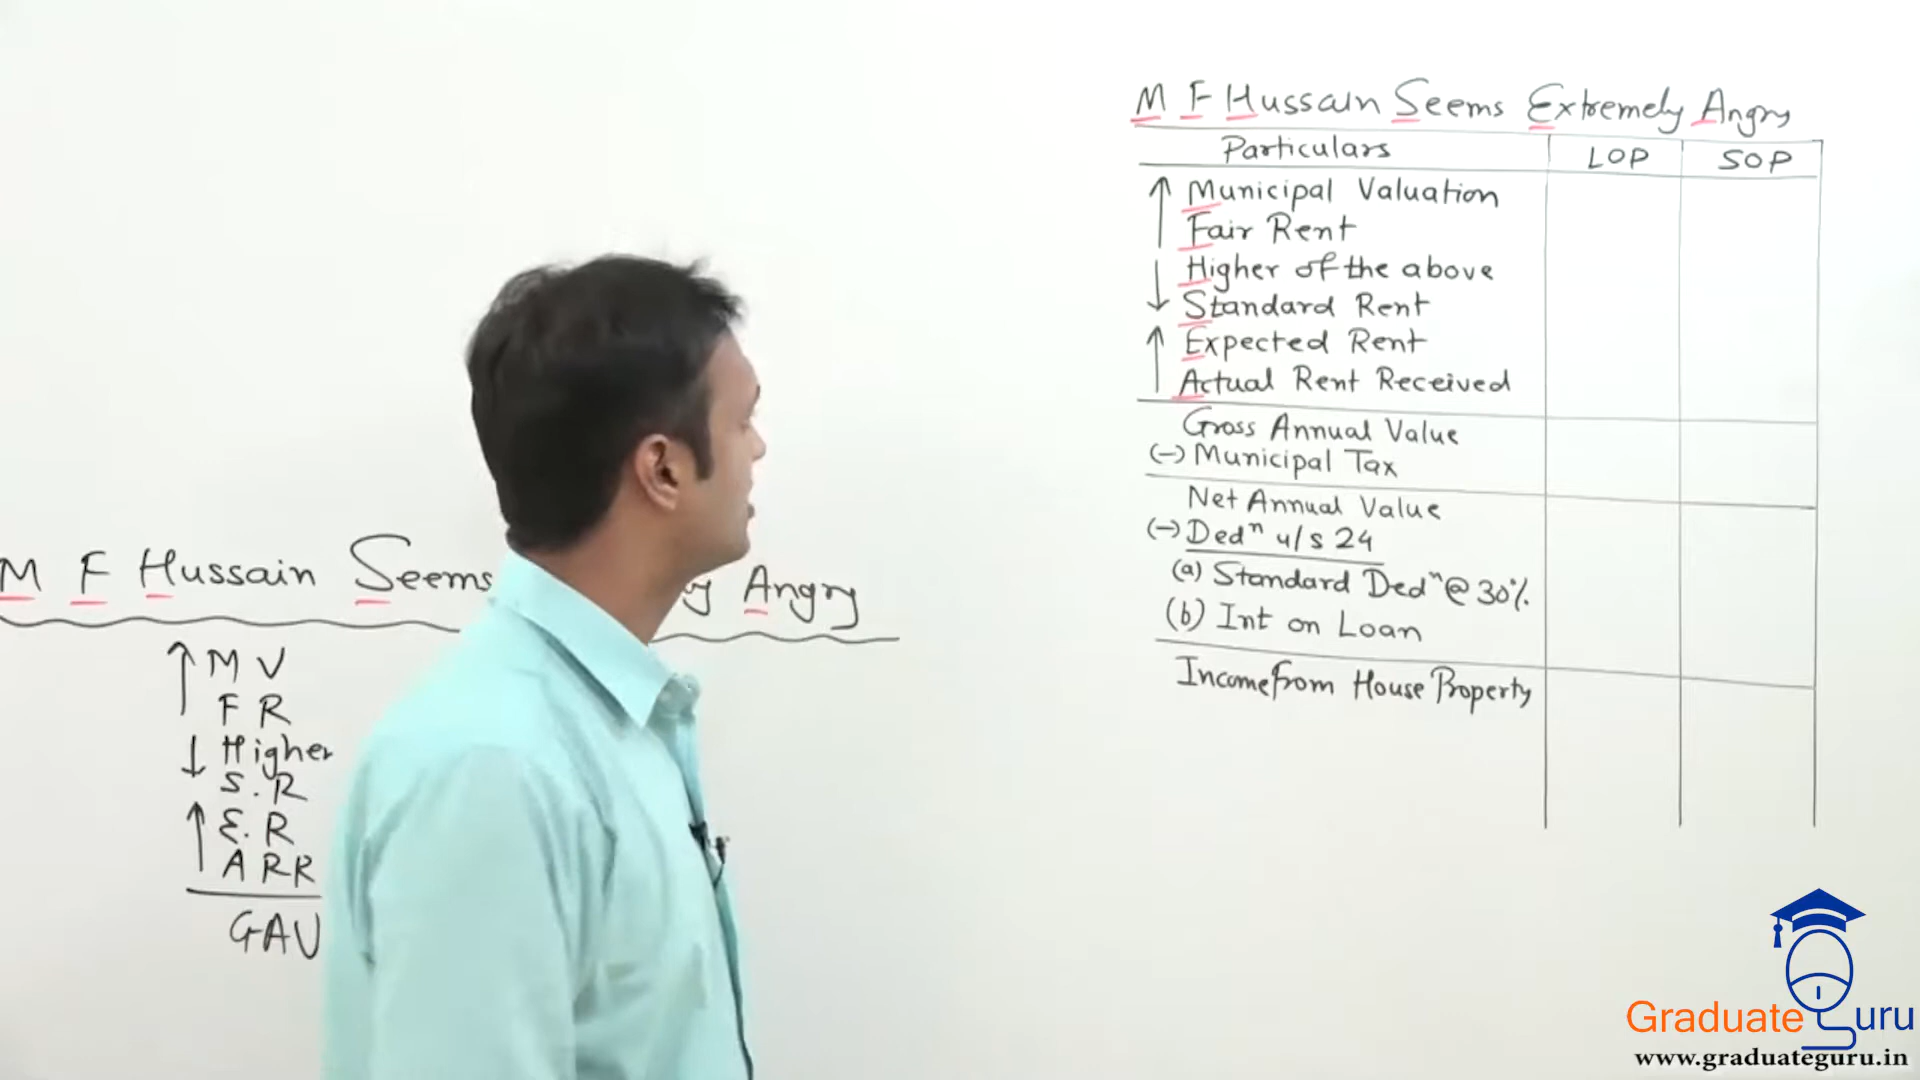 M F Hussain Seems Angry
M V
F R
Higher
S.R
E.R
ARR
GAV
M F Hussain Seems Extremely Angry
Particulars LOP SOP
Municipal Valuation
Fair Rent
Higher of the above
Standard Rent
Expected Rent
Actual Rent Received
Gross Annual Value
(-) Municipal Tax
Net Annual Value
(-) Dedⁿ u/s 24
(a) Standard Dedⁿ @ 30%
(b) Int on Loan
Income from House Property
Graduate Guru
www.graduateguru.in